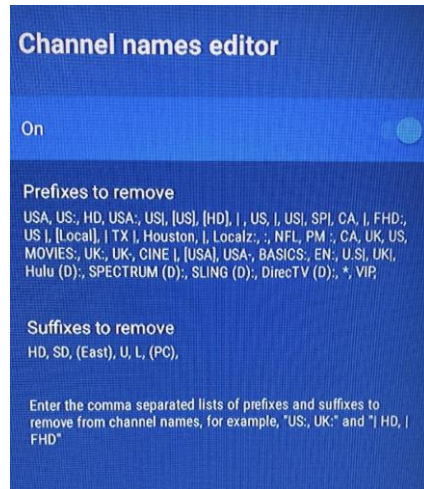 Channel names editor
On
Prefixes to remove
USA, US:, HD, USA:, US|, [US], [HD], | , US, |, US|, SP|, CA, |, FHD:,
US |, [Local], | TX |, Houston, |, Localz:, :, NFL, PM :, CA, UK, US,
MOVIES:, UK:, UK-, CINE |, [USA], USA-, BASICS:, EN:, U.S|, UK|,
Hulu (D):, SPECTRUM (D):, SLING (D):, DirecTV (D):, *, VIP,
Suffixes to remove
HD, SD, (East), U, L, (PC),
Enter the comma separated lists of prefixes and suffixes to
remove from channel names, for example, "US:, UK:" and "| HD, |
FHD"